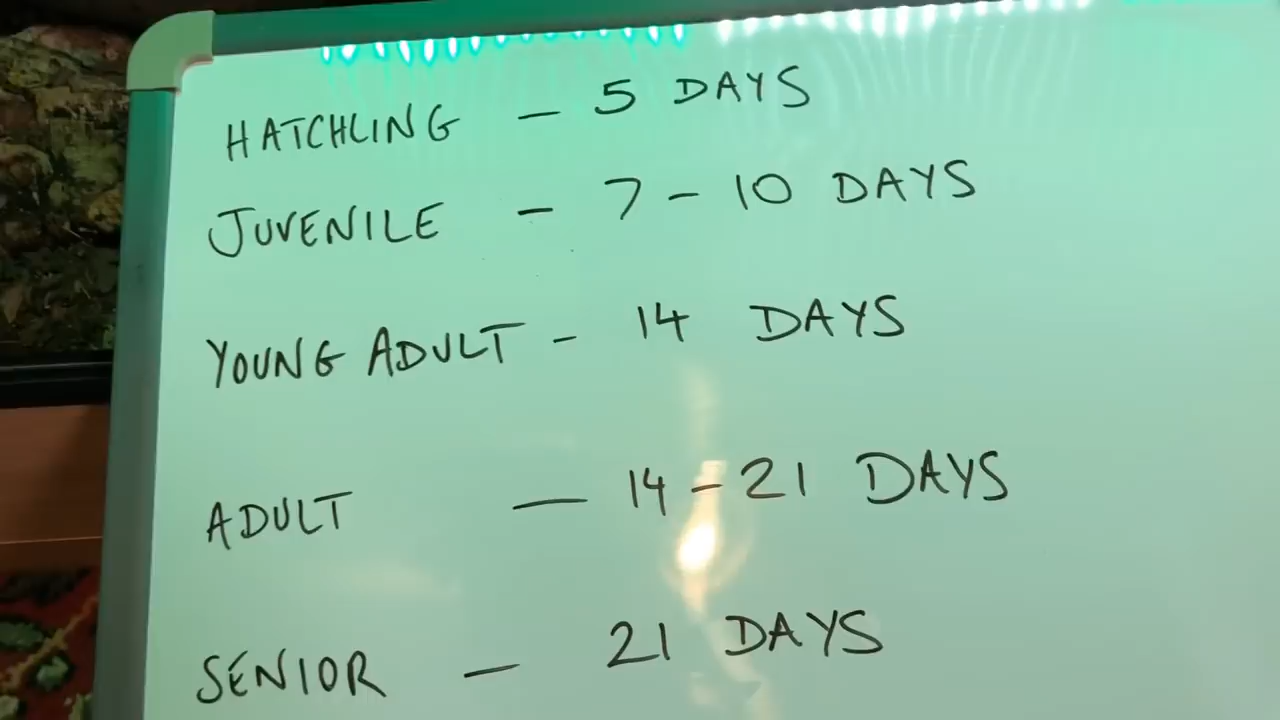 HATCHLING - 5 DAYS
JUVENILE - 7 - 10 DAYS
YOUNG ADULT - 14 DAYS
ADULT - 14 - 21 DAYS
SENIOR - 21 DAYS